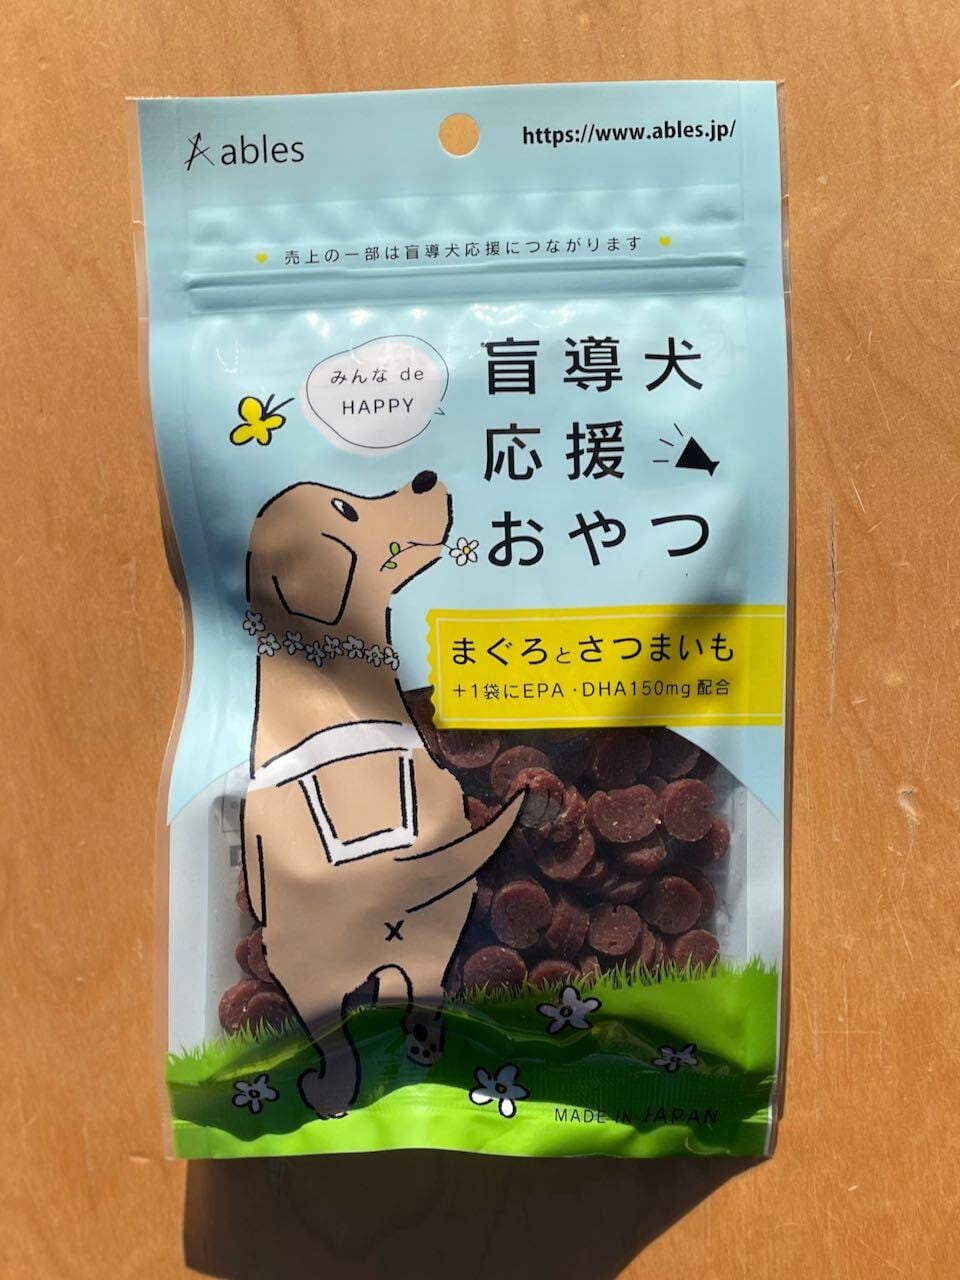 ables
https://www.ables.jp/
売上の一部は盲導犬応援につながります
みんな de
HAPPY
盲導犬
応援
おやつ
まぐろとさつまいも
+1袋にEPA・DHA150mg配合
MADE IN JAPAN